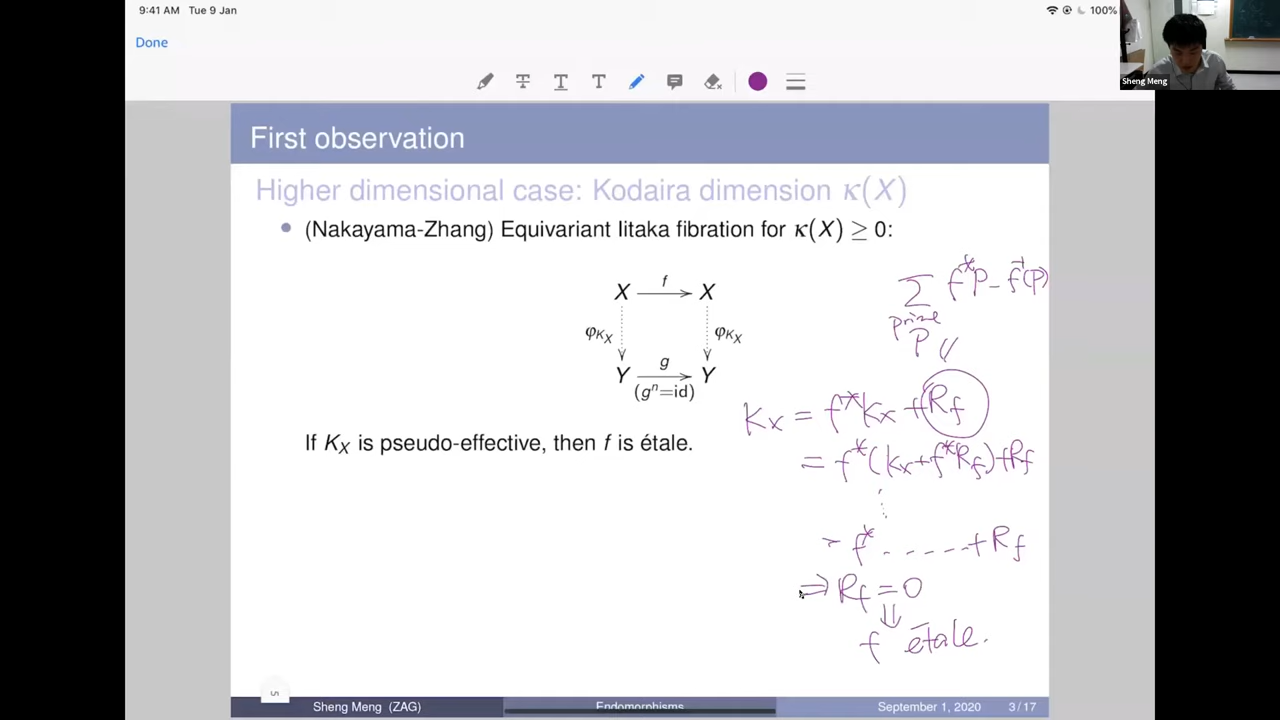 9:41 AM Tue 9 Jan
100%
Done
Sheng Meng
First observation
Higher dimensional case: Kodaira dimension κ(X)
• (Nakayama-Zhang) Equivariant Iitaka fibration for κ(X) ≥ 0:
X f X
φ_{K_X} φ_{K_X}
Y g Y
(gⁿ=id)
If K_X is pseudo-effective, then f is étale.
∑ f*P - f⁻¹(P)
prime
P
K_X = f*K_X + R_f
= f*(K_X + f*R_f) + R_f
⋮
~ f* ...... + R_f
⇒ R_f = 0
⇓
f étale.
5
Sheng Meng (ZAG)
Endomorphisms
September 1, 2020 3 / 17